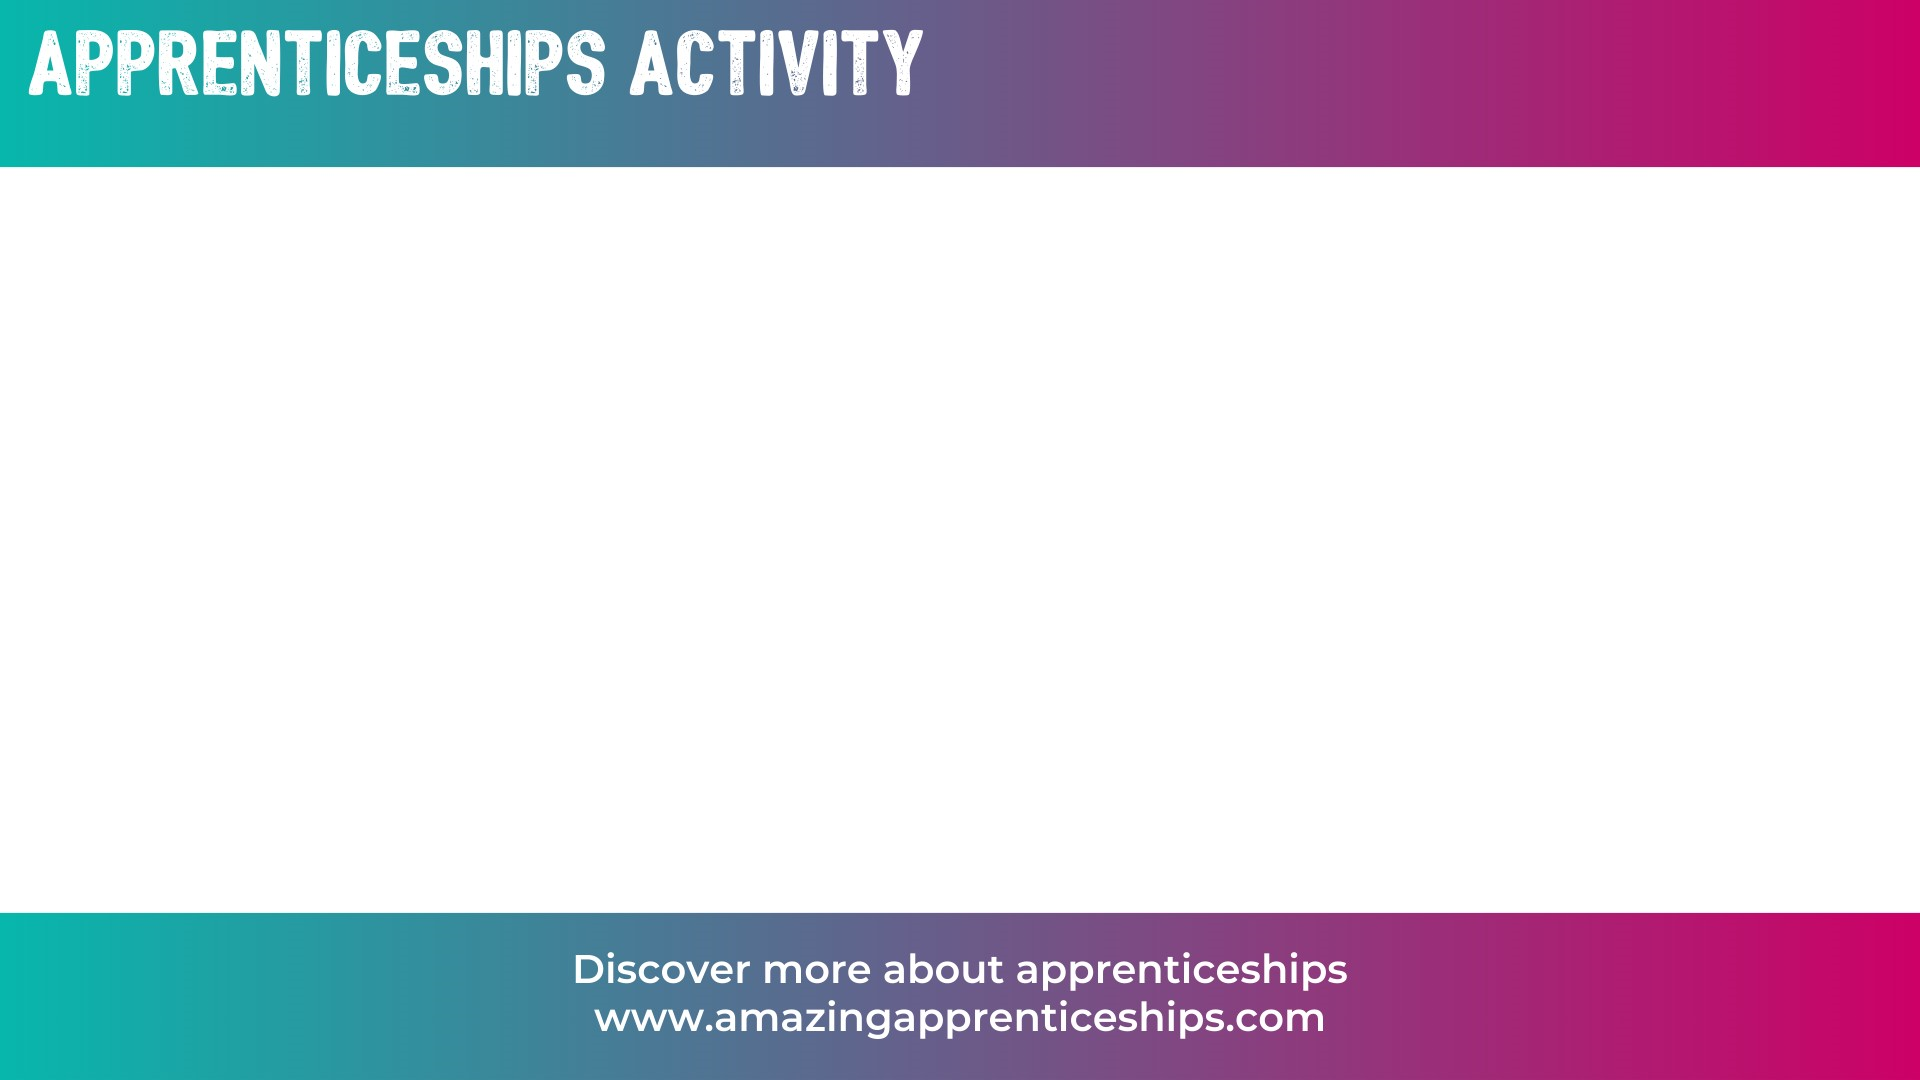 APPRENTICESHIPS ACTIVITY
Discover more about apprenticeships
www.amazingapprenticeships.com